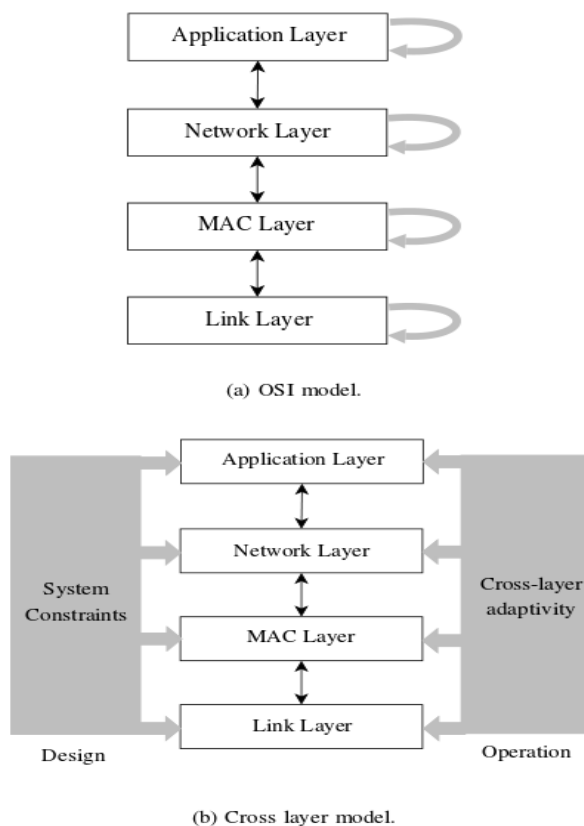 Application Layer
Network Layer
MAC Layer
Link Layer
(a) OSI model.
Application Layer
Network Layer
MAC Layer
Link Layer
System
Constraints
Design
Cross-layer
adaptivity
Operation
(b) Cross layer model.